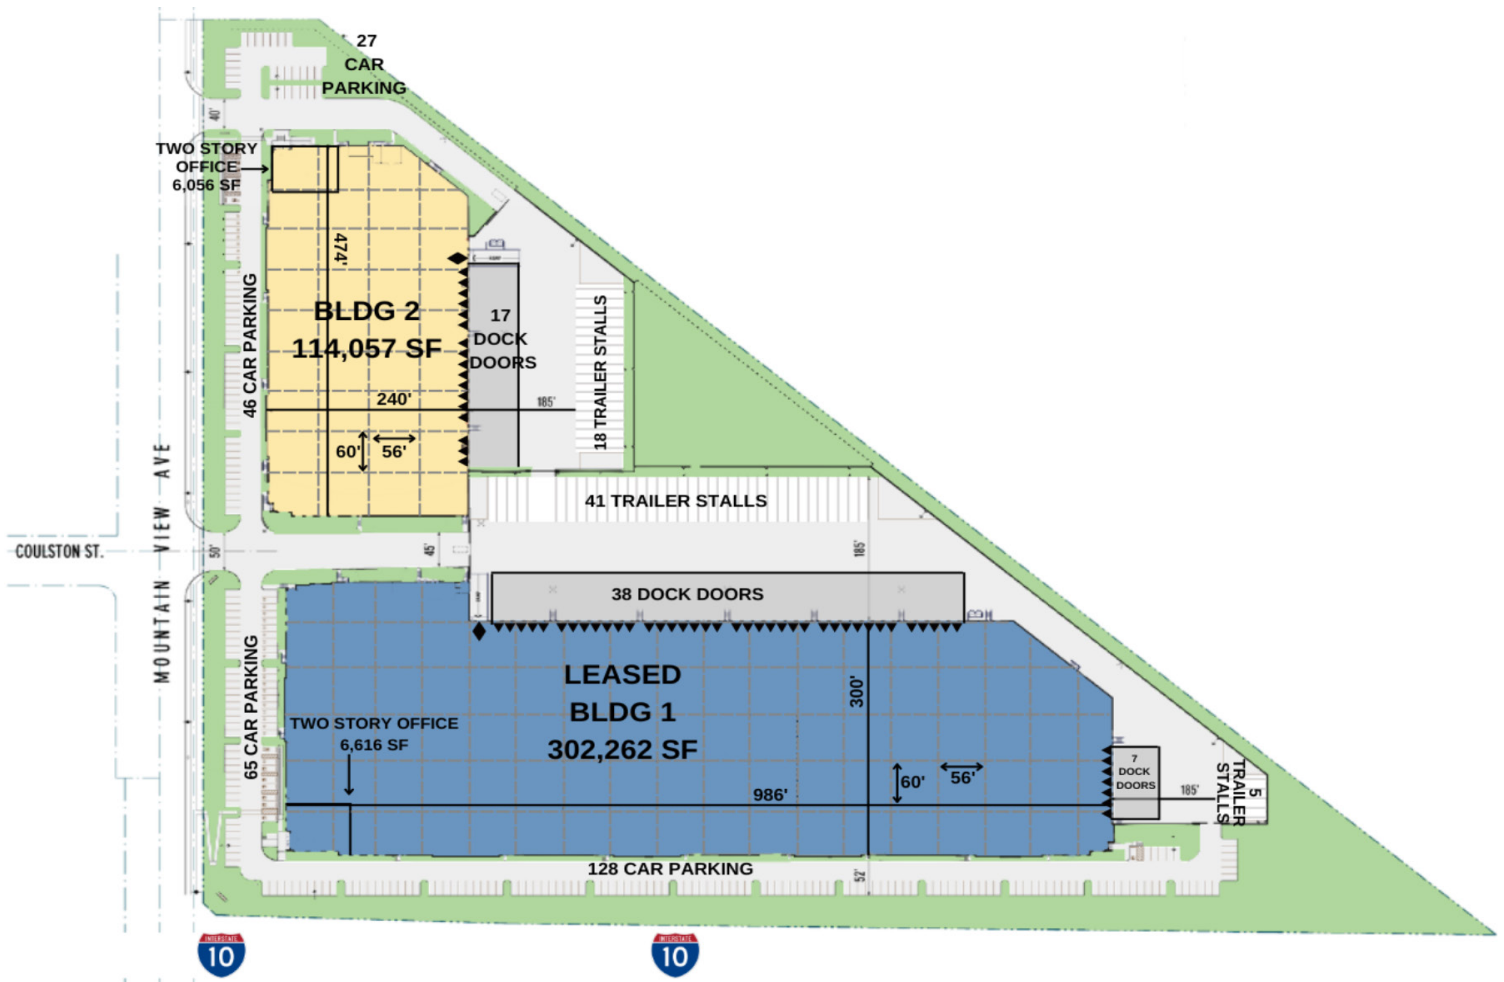 27
CAR
PARKING
40'
TWO STORY
OFFICE
6,056 SF
474'
BLDG 2
114,057 SF
46 CAR PARKING
17
DOCK
DOORS
18 TRAILER STALLS
240'
185'
60'
56'
41 TRAILER STALLS
MOUNTAIN VIEW AVE
COULSTON ST.
50'
45'
185'
38 DOCK DOORS
LEASED
BLDG 1
302,262 SF
300'
65 CAR PARKING
TWO STORY OFFICE
6,616 SF
60'
56'
986'
7
DOCK
DOORS
185'
5
TRAILER
STALLS
128 CAR PARKING
52'
INTERSTATE
10
INTERSTATE
10